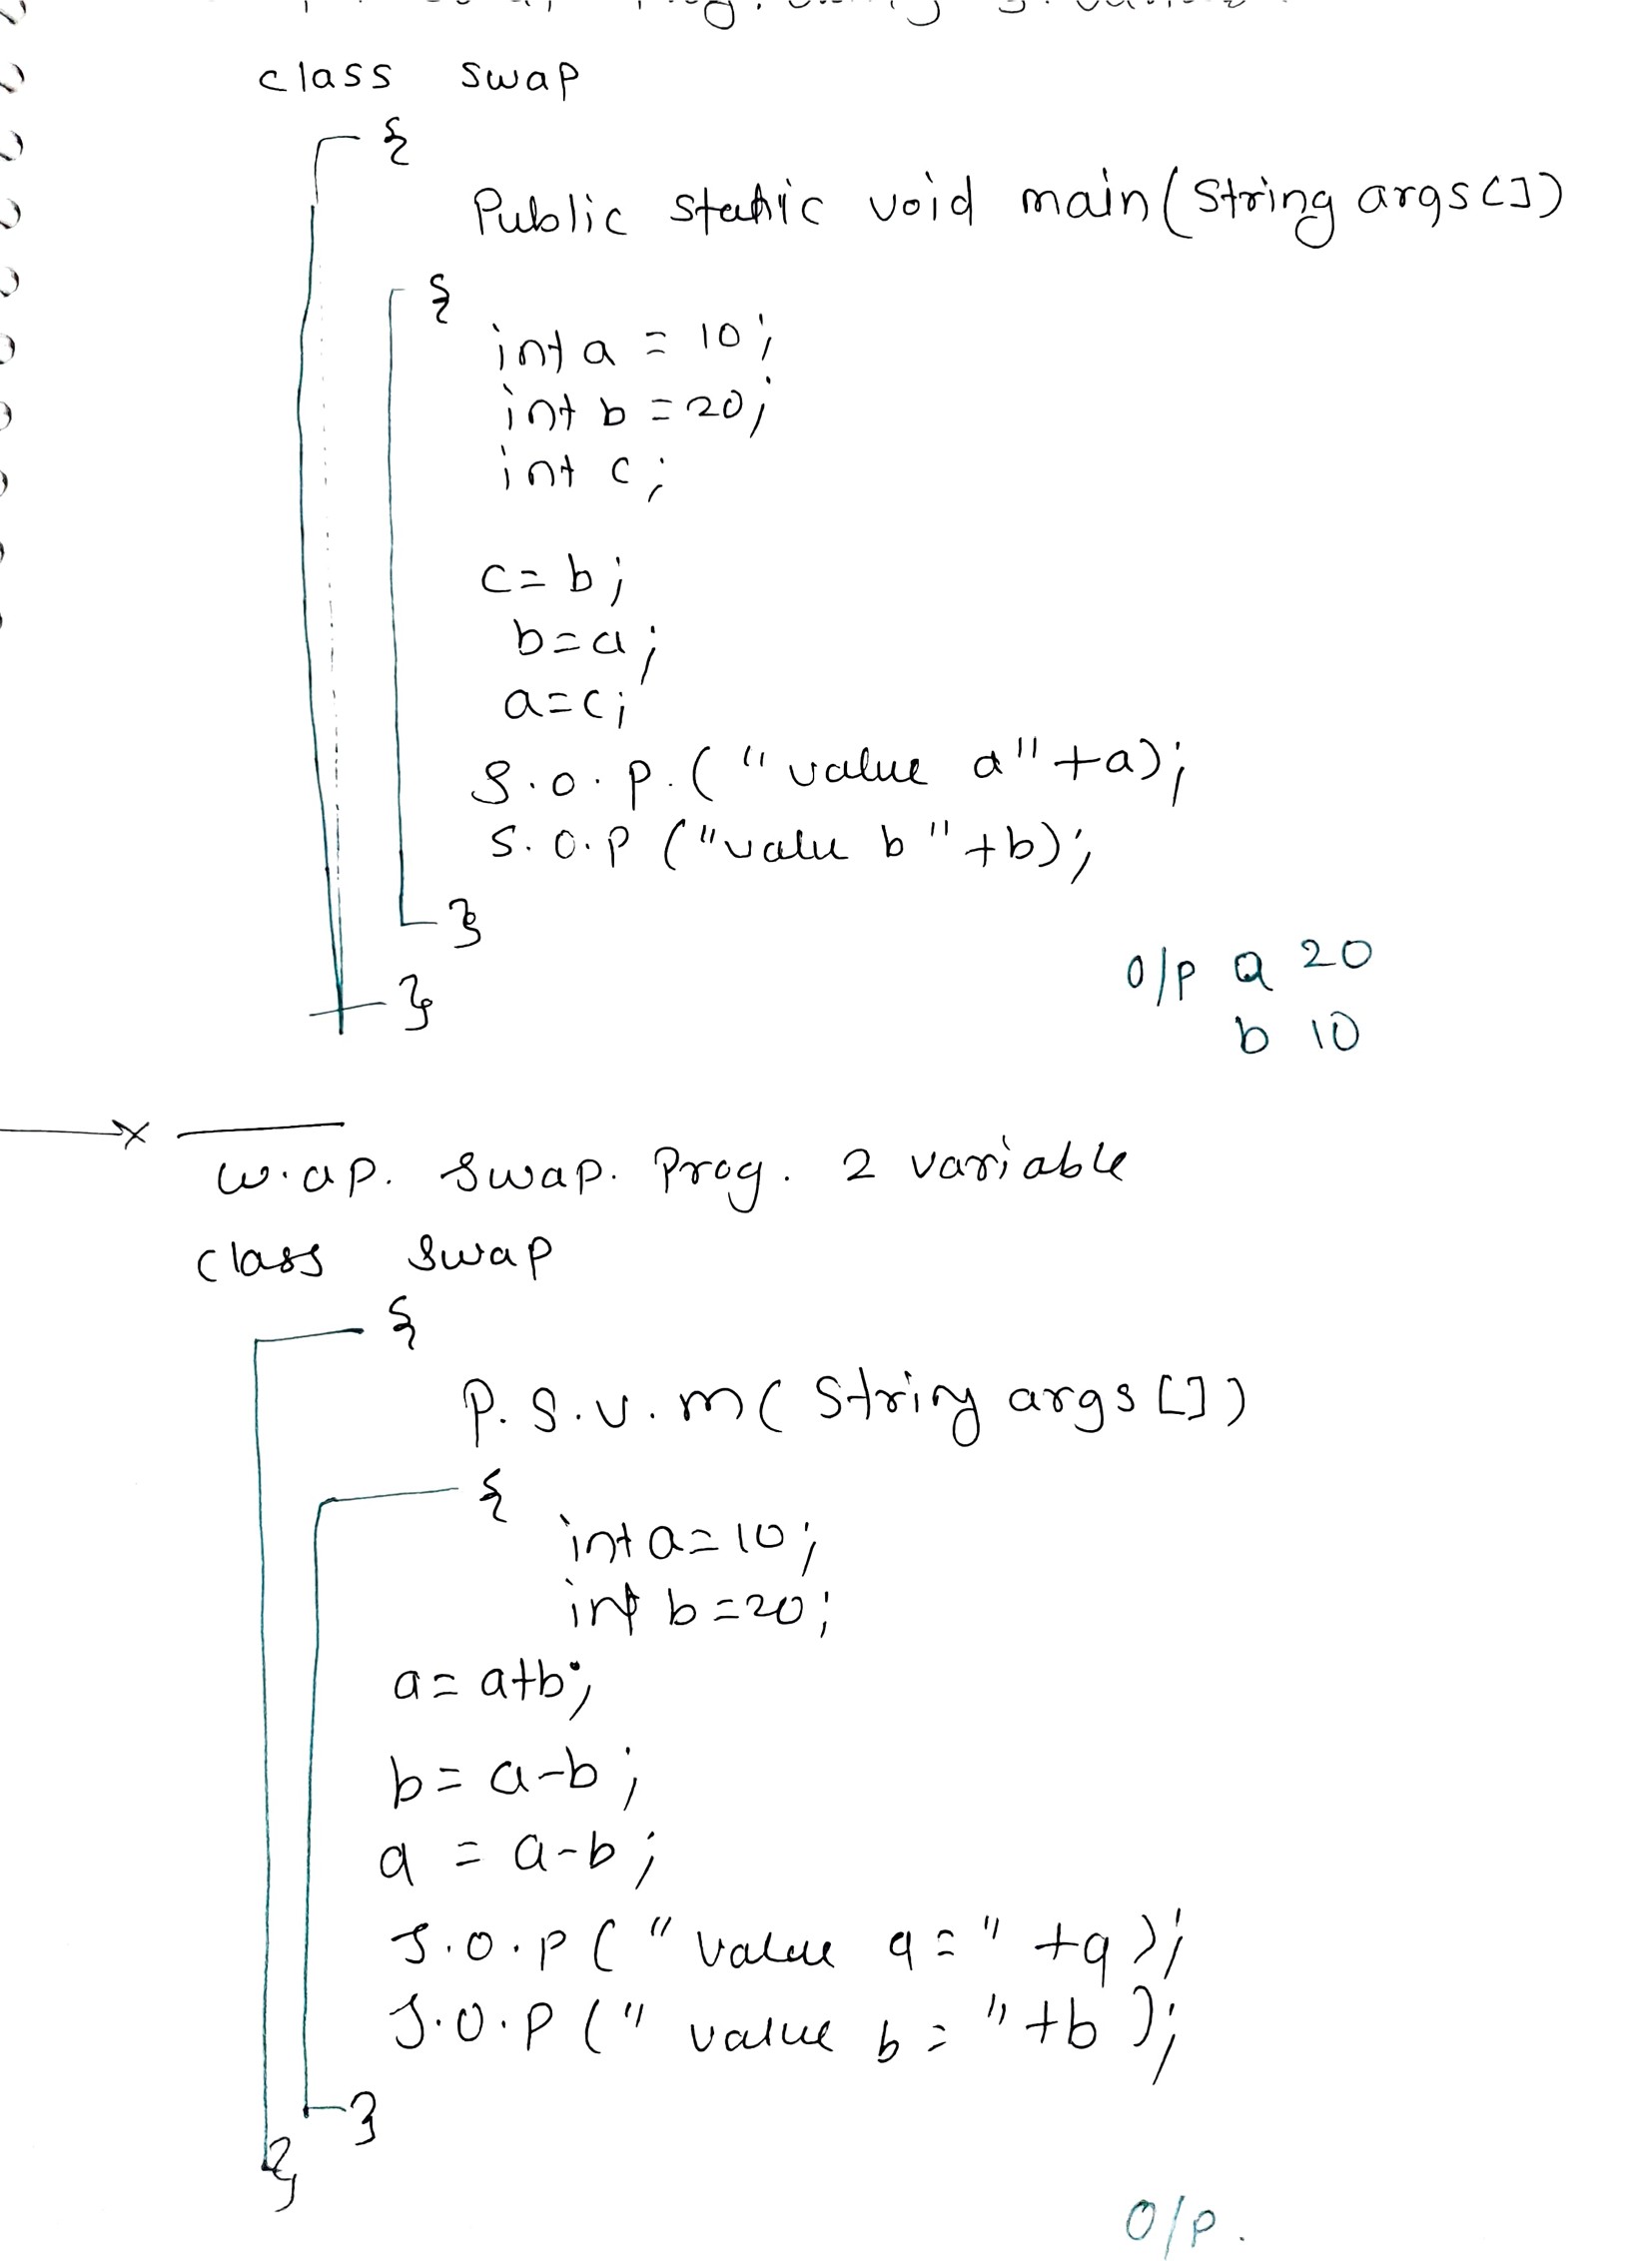 class swap
{
Public static void main(String args[])
{
int a = 10;
int b = 20;
int c;
c=b;
b=a;
a=c;
S.o.p.("value a"+a);
S.O.P ("valu b"+b);
}
}
O/p a 20
b 10
w.ap. swap. Prog. 2 variable
class swap
{
P.S.v.m( String args [])
{
int a=10;
int b=20;
a= a+b;
b= a-b;
a = a-b;
S.o.p ("value a=" +a);
S.O.P (" value b = "+b );
}
}
O/P.